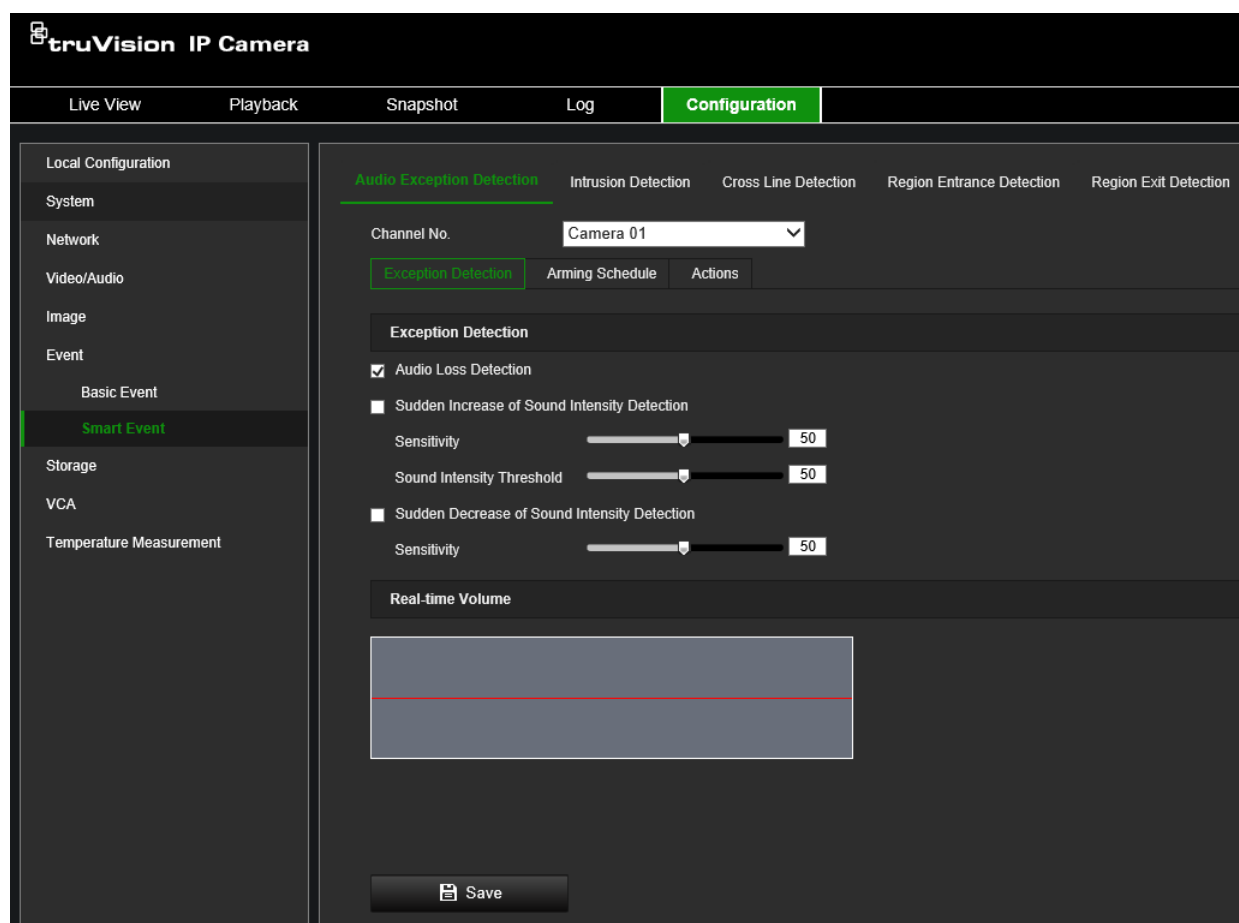 truVision IP Camera
Live View Playback Snapshot Log Configuration
Local Configuration
System
Network
Video/Audio
Image
Event
Basic Event
Smart Event
Storage
VCA
Temperature Measurement
Audio Exception Detection Intrusion Detection Cross Line Detection Region Entrance Detection Region Exit Detection
Channel No. Camera 01
Exception Detection Arming Schedule Actions
Exception Detection
Audio Loss Detection
Sudden Increase of Sound Intensity Detection
Sensitivity 50
Sound Intensity Threshold 50
Sudden Decrease of Sound Intensity Detection
Sensitivity 50
Real-time Volume
Save